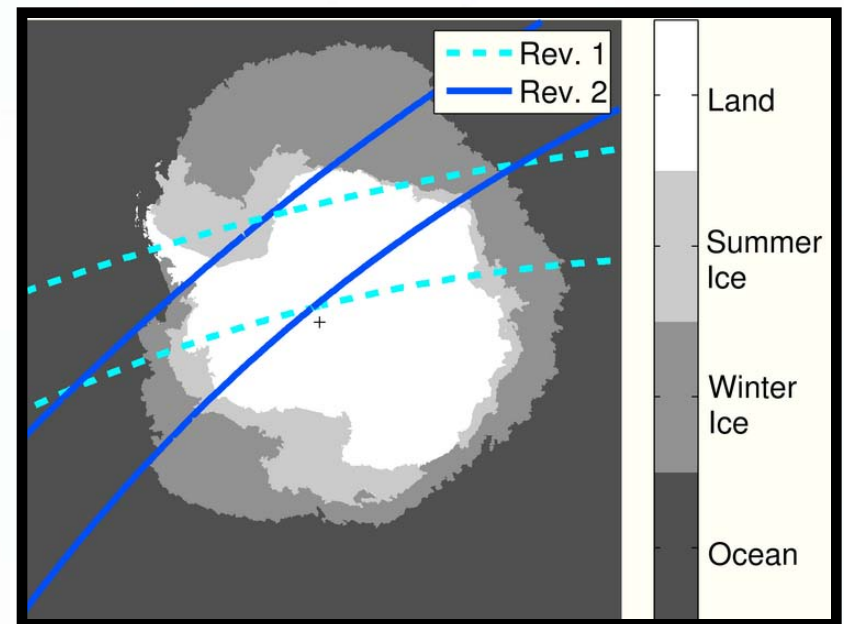 Rev. 1
Rev. 2
Land
Summer
Ice
Winter
Ice
Ocean